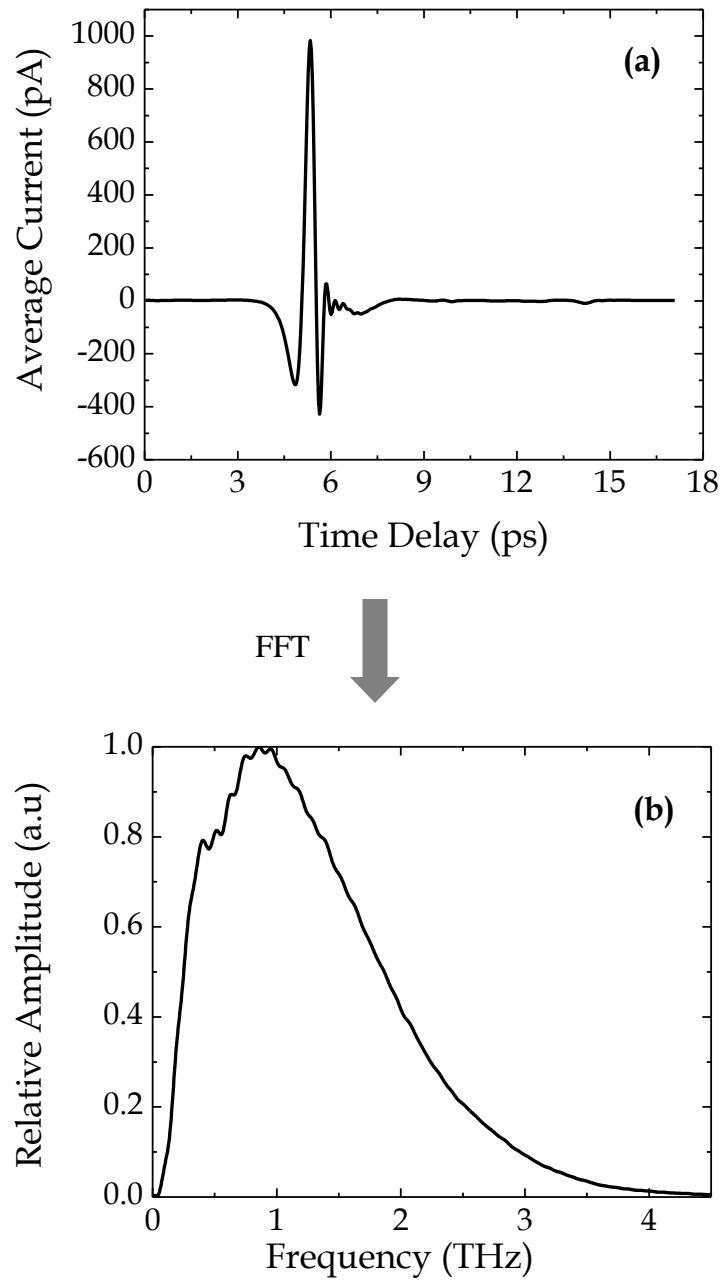 (a)
Average Current (pA)
1000
800
600
400
200
0
-200
-400
-600
0 3 6 9 12 15 18
Time Delay (ps)
FFT
(b)
Relative Amplitude (a.u)
1.0
0.8
0.6
0.4
0.2
0.0
0 1 2 3 4
Frequency (THz)